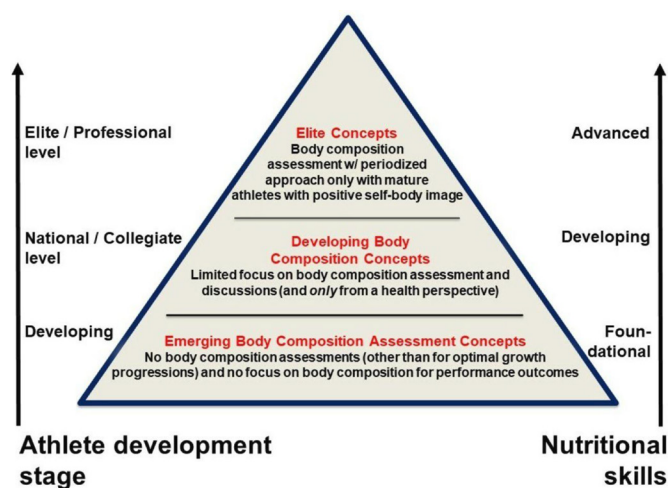 Elite / Professional
level
Advanced
Elite Concepts
Body composition
assessment w/ periodized
approach only with mature
athletes with positive self-body image
National / Collegiate
level
Developing
Developing Body
Composition Concepts
Limited focus on body composition assessment and
discussions (and only from a health perspective)
Developing
Foun-
dational
Emerging Body Composition Assessment Concepts
No body composition assessments (other than for optimal growth
progressions) and no focus on body composition for performance outcomes
Athlete development
stage
Nutritional
skills